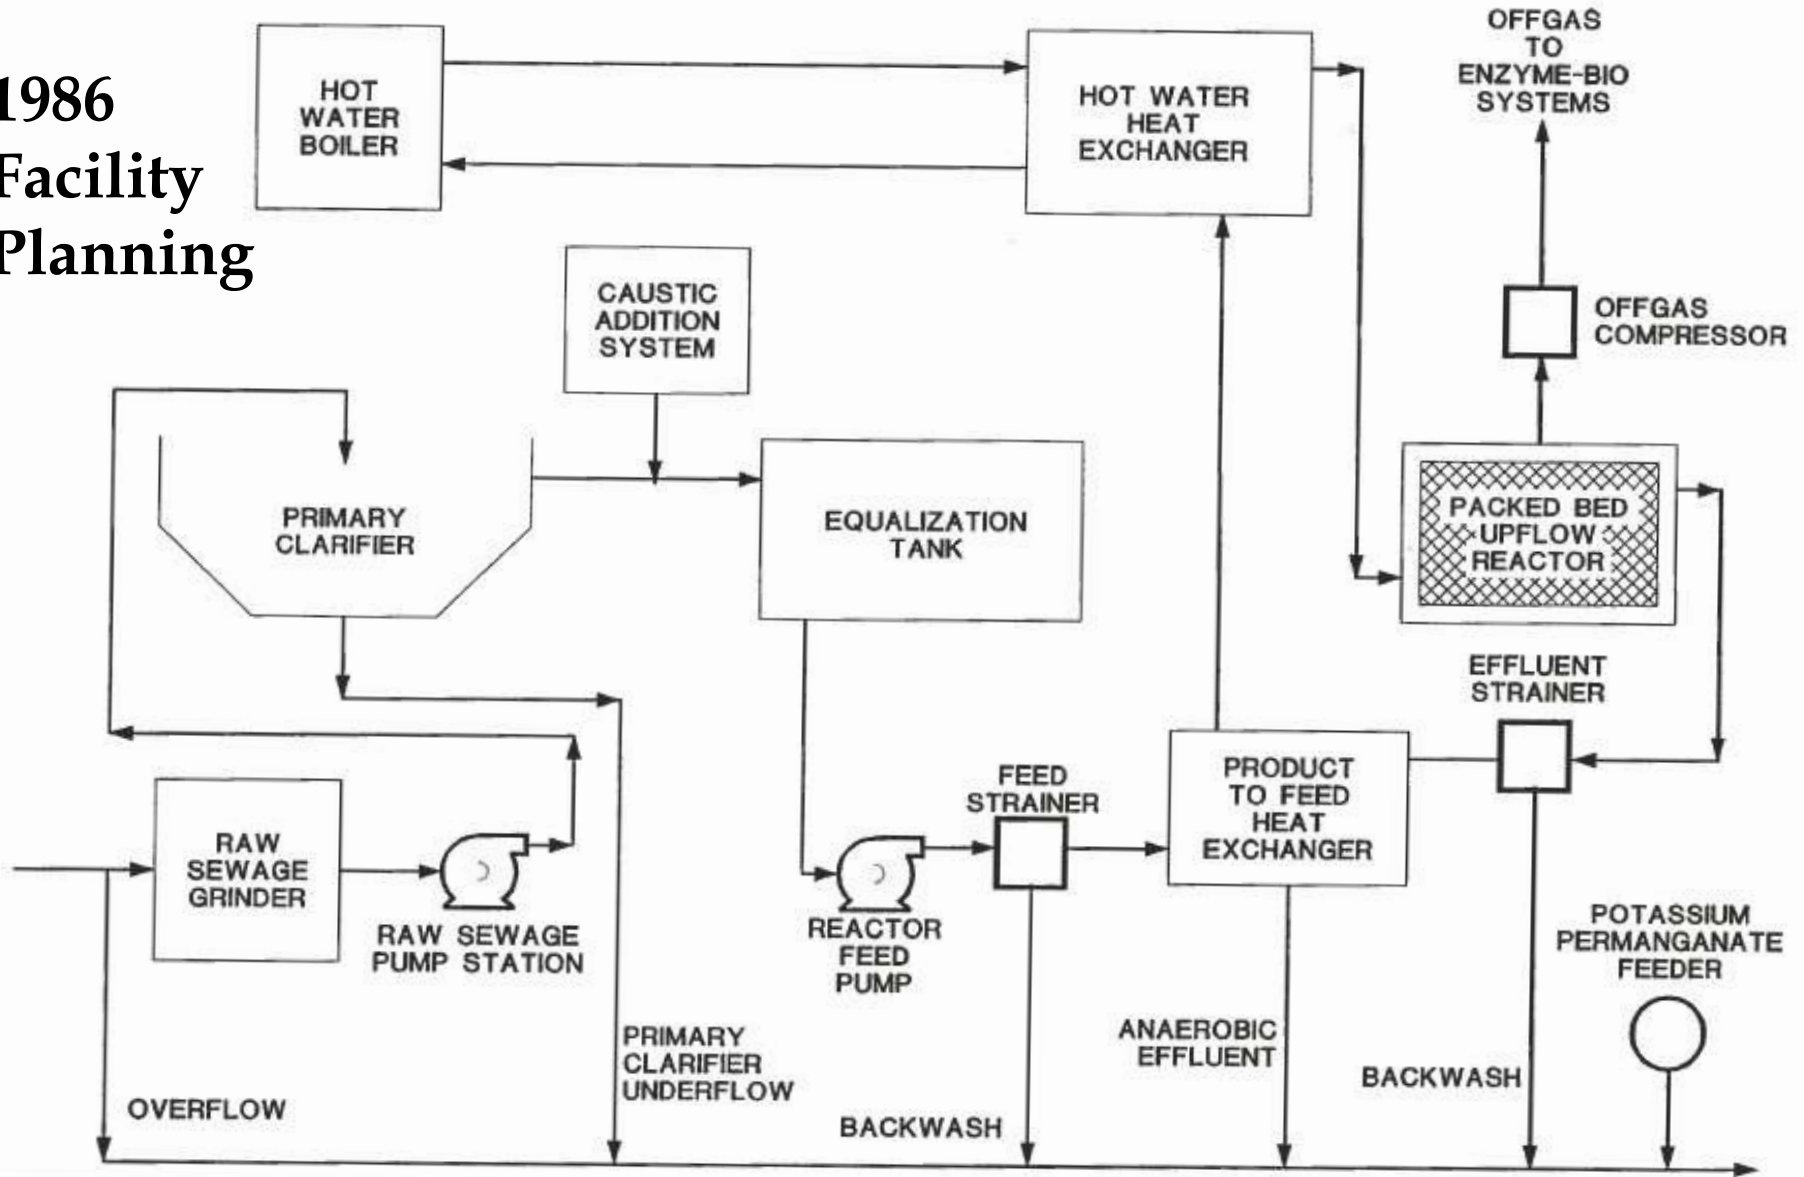 1986
Facility
Planning
HOT
WATER
BOILER
HOT WATER
HEAT
EXCHANGER
OFFGAS
TO
ENZYME-BIO
SYSTEMS
CAUSTIC
ADDITION
SYSTEM
OFFGAS
COMPRESSOR
PRIMARY
CLARIFIER
EQUALIZATION
TANK
PACKED BED
UPFLOW
REACTOR
EFFLUENT
STRAINER
RAW
SEWAGE
GRINDER
RAW SEWAGE
PUMP STATION
REACTOR
FEED
PUMP
FEED
STRAINER
PRODUCT
TO FEED
HEAT
EXCHANGER
POTASSIUM
PERMANGANATE
FEEDER
OVERFLOW
PRIMARY
CLARIFIER
UNDERFLOW
BACKWASH
ANAEROBIC
EFFLUENT
BACKWASH